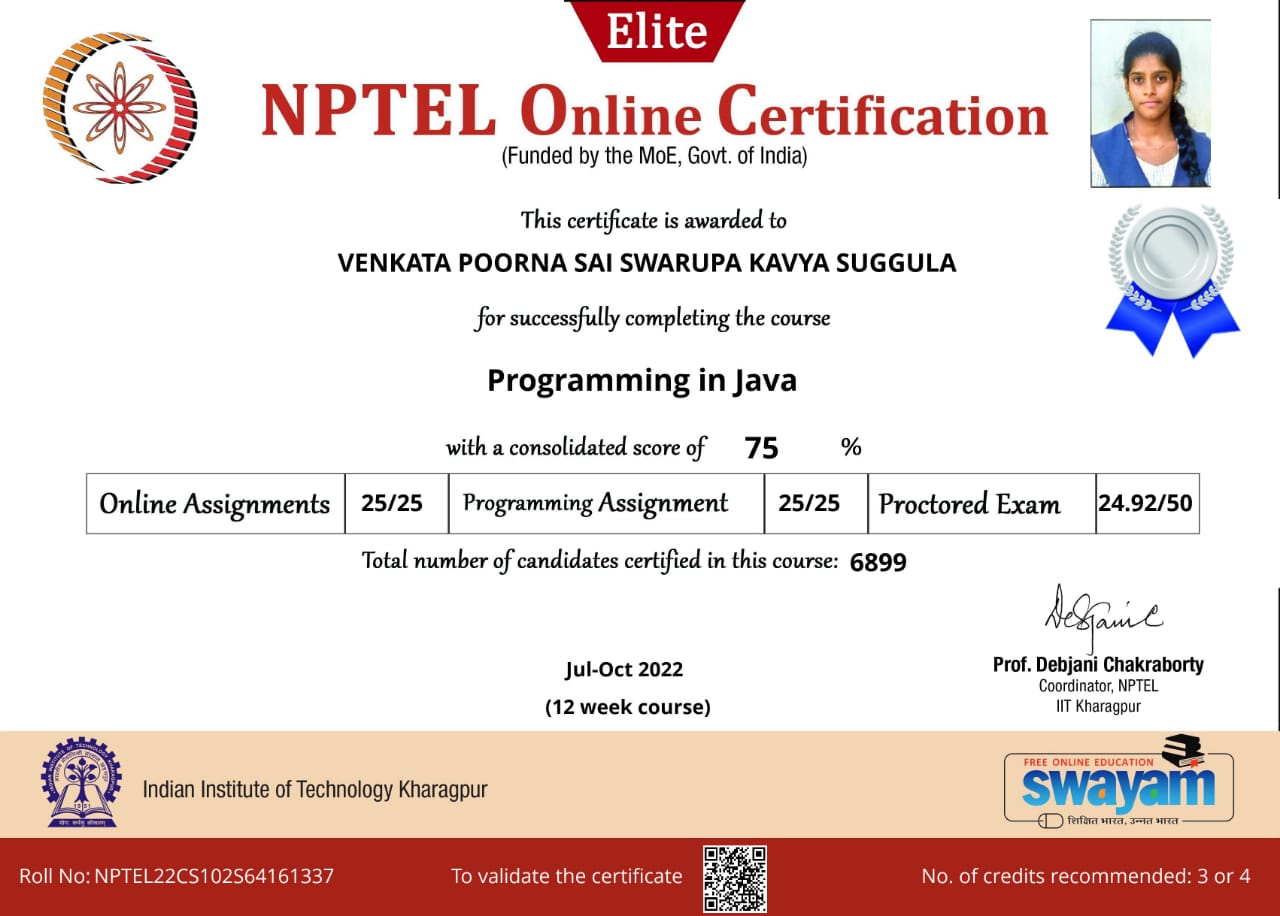 Elite
NPTEL Online Certification
(Funded by the MoE, Govt. of India)
This certificate is awarded to
VENKATA POORNA SAI SWARUPA KAVYA SUGGULA
for successfully completing the course
Programming in Java
with a consolidated score of 75 %
Online Assignments 25/25 Programming Assignment 25/25 Proctored Exam 24.92/50
Total number of candidates certified in this course: 6899
Jul-Oct 2022
(12 week course)
Prof. Debjani Chakraborty
Coordinator, NPTEL
IIT Kharagpur
Indian Institute of Technology Kharagpur
FREE ONLINE EDUCATION
swayam
शिक्षित भारत, उन्नत भारत
Roll No: NPTEL22CS102S64161337 To validate the certificate No. of credits recommended: 3 or 4